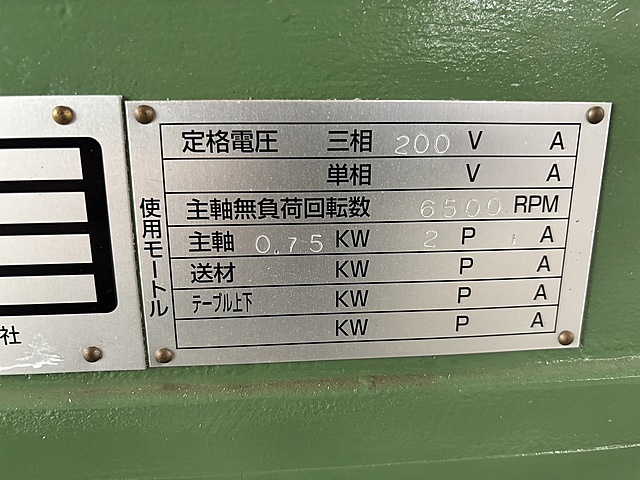 定格電圧 三相 200 V A
単相 V A
主軸無負荷回転数 6500 RPM
主軸 0.75 KW 2 P 1 A
送材 KW P A
テーブル上下 KW P A
KW P A
使用モートル
社